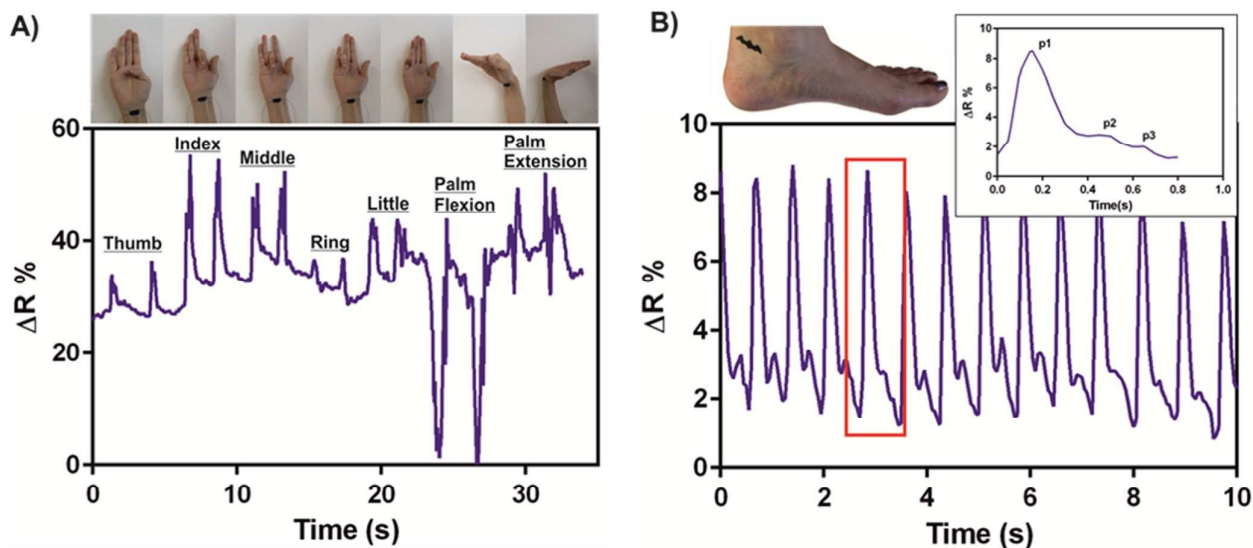 A)
60
40
20
0
ΔR %
Thumb
Index
Middle
Ring
Little
Palm
Flexion
Palm
Extension
0 10 20 30
Time (s)
B)
10
8
6
4
2
0
ΔR %
0 2 4 6 8 10
Time (s)
10
8
6
4
2
0
ΔR %
p1
p2
p3
0.0 0.2 0.4 0.6 0.8 1.0
Time(s)